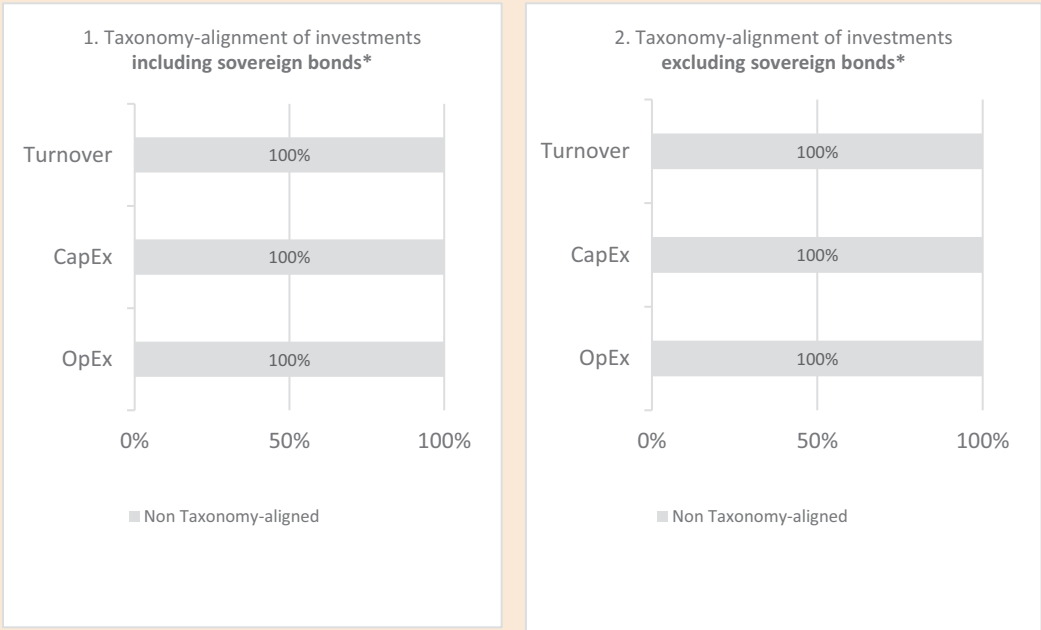 1. Taxonomy-alignment of investments
including sovereign bonds*
Turnover
100%
CapEx
100%
OpEx
100%
0% 50% 100%
Non Taxonomy-aligned
2. Taxonomy-alignment of investments
excluding sovereign bonds*
Turnover
100%
CapEx
100%
OpEx
100%
0% 50% 100%
Non Taxonomy-aligned